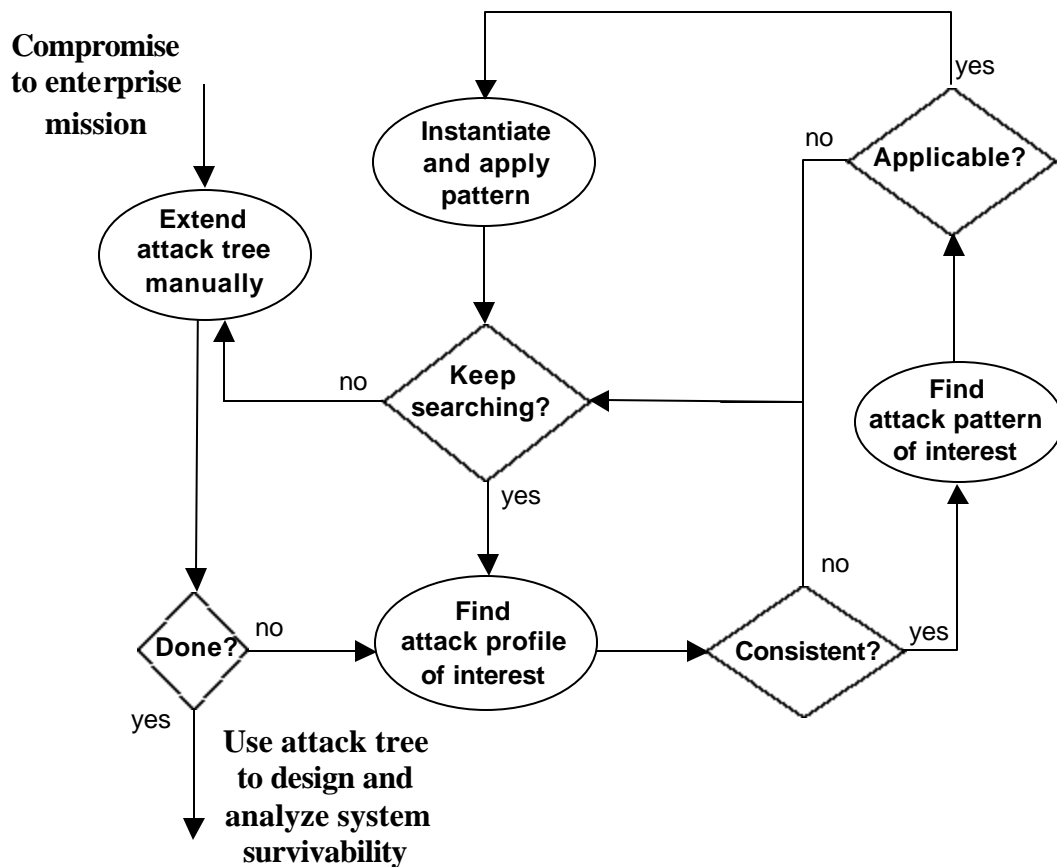 Compromise
to enterprise
mission
Extend
attack tree
manually
Instantiate
and apply
pattern
yes
no
Applicable?
Keep
searching?
no
yes
Find
attack pattern
of interest
Done?
no
yes
Find
attack profile
of interest
no
Consistent?
yes
Use attack tree
to design and
analyze system
survivability